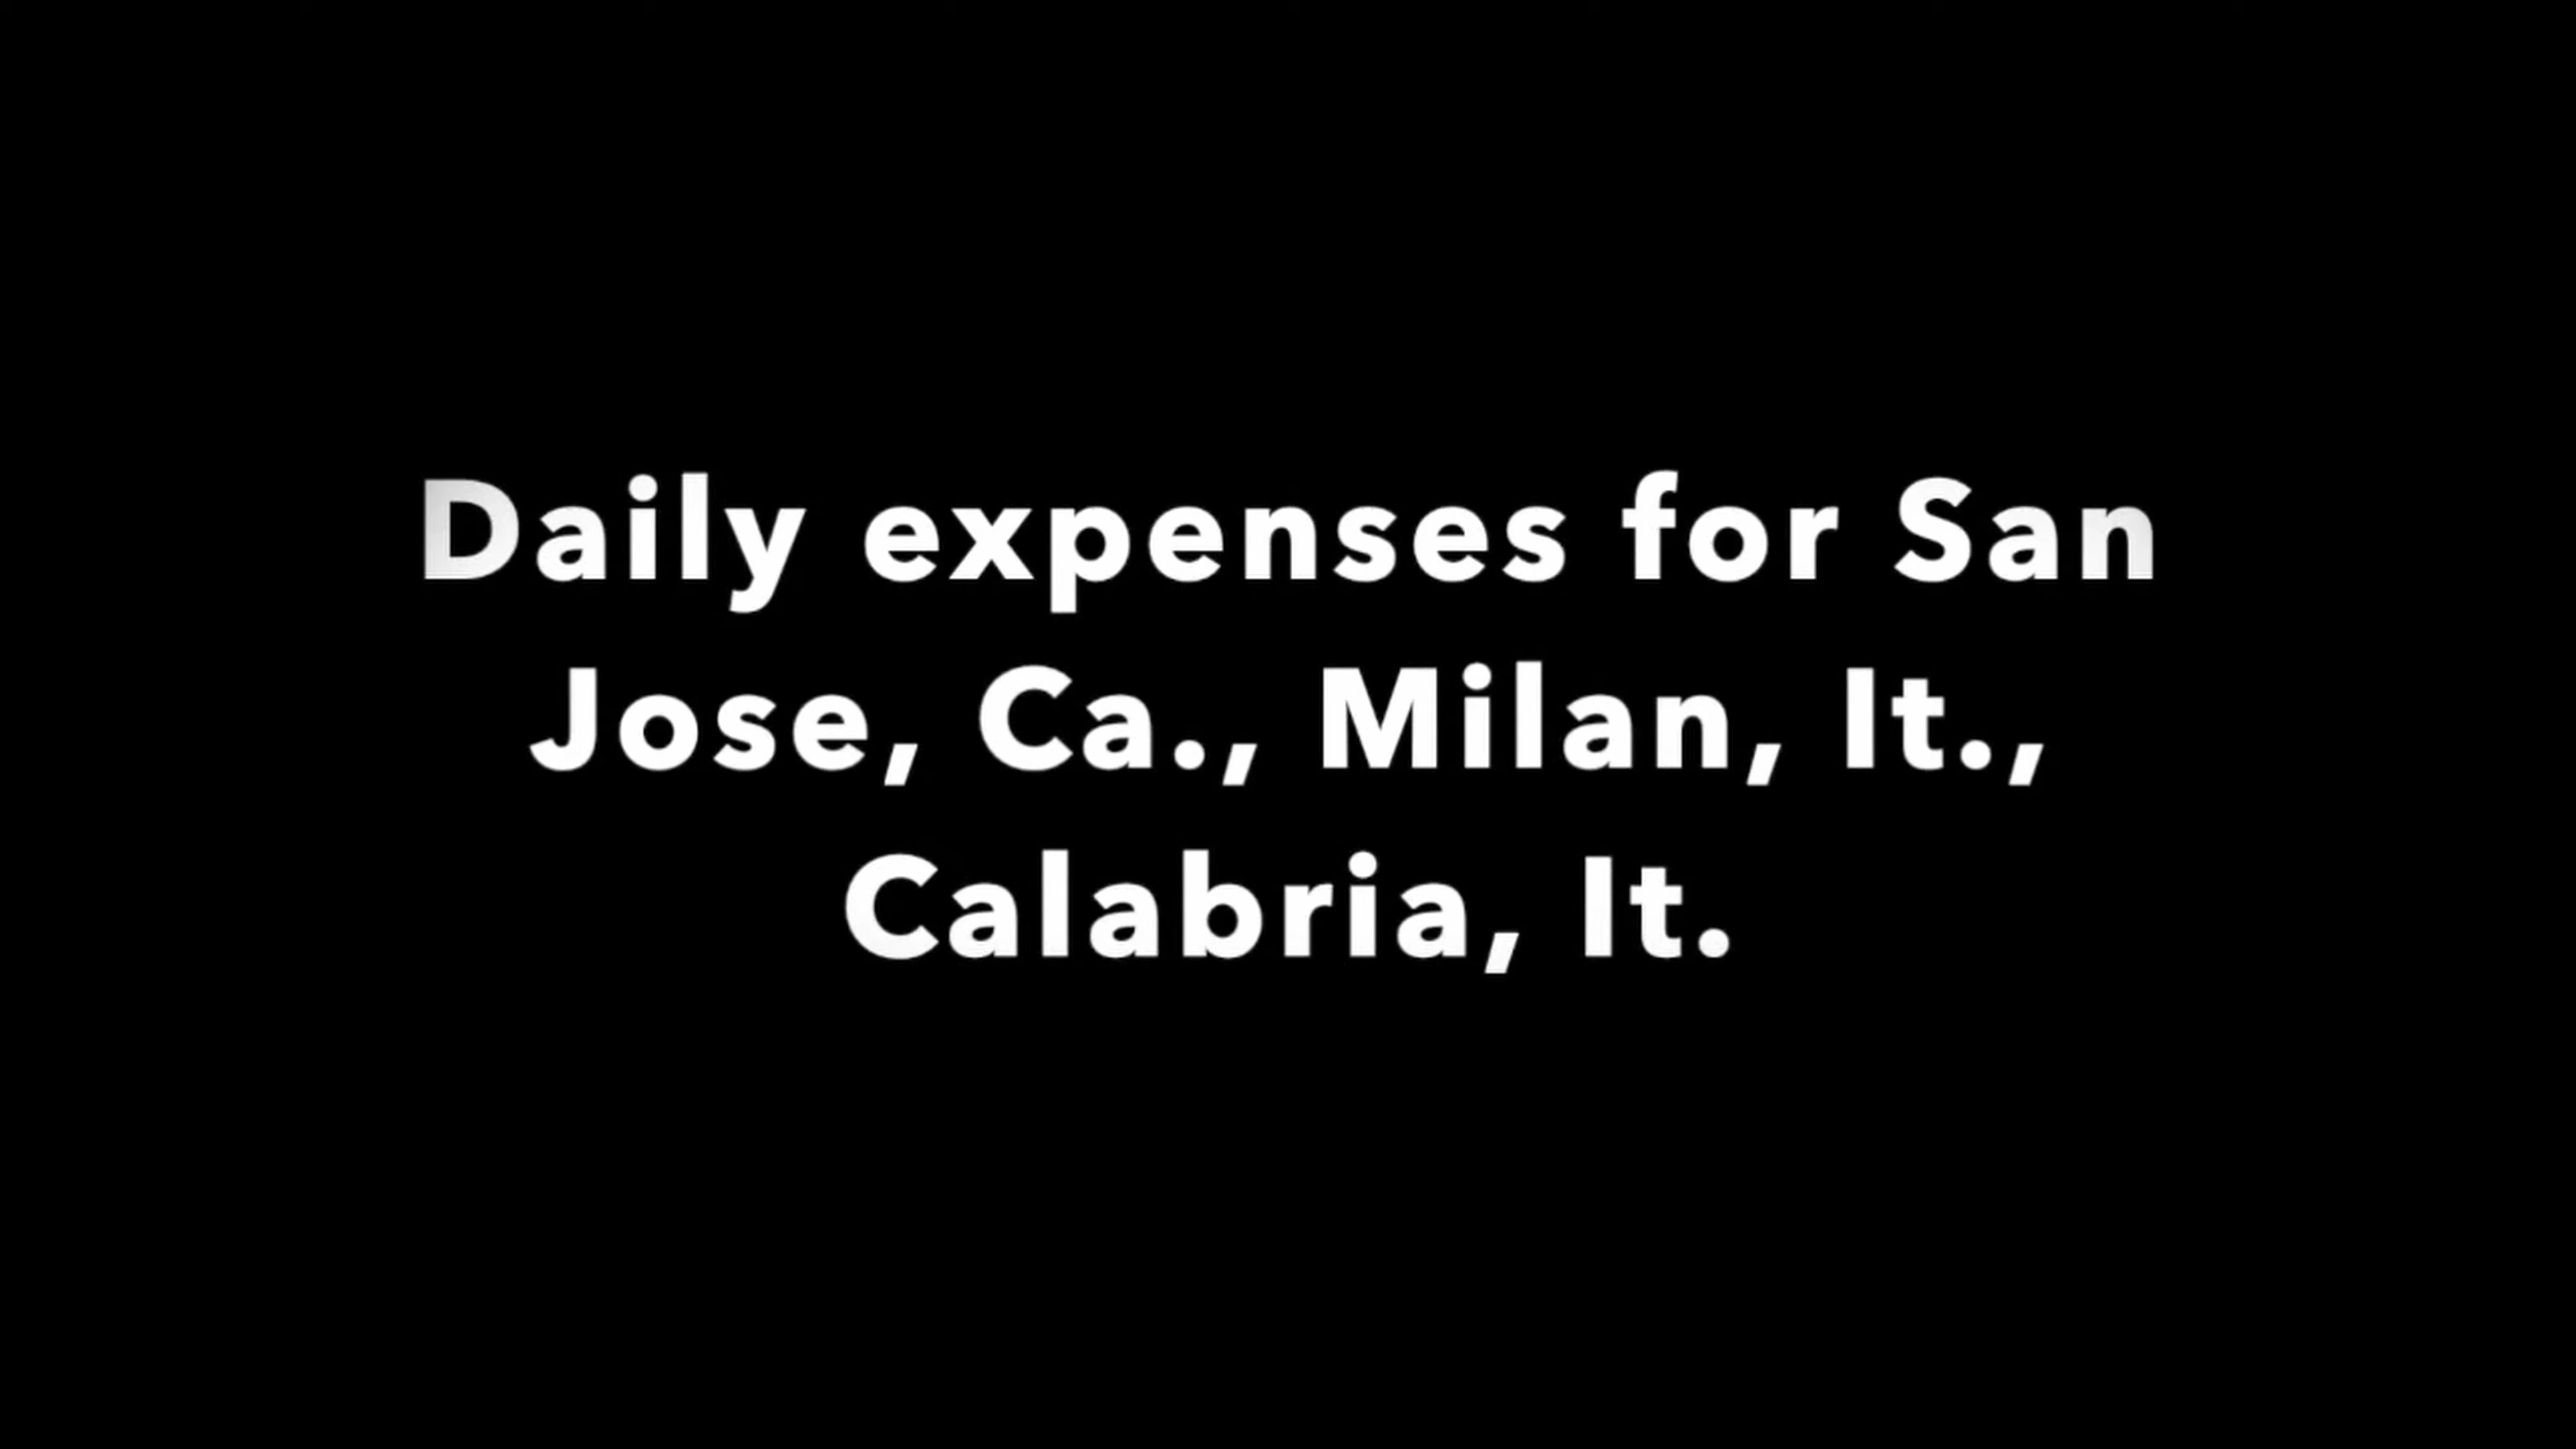 Daily expenses for San
Jose, Ca., Milan, It.,
Calabria, It.